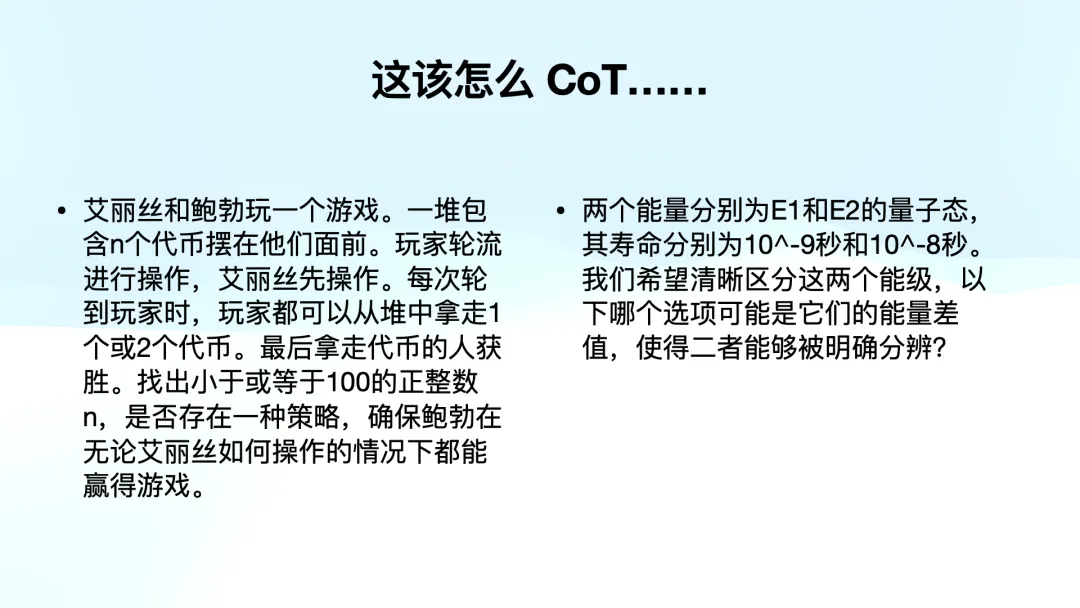 这该怎么 CoT……
• 艾丽丝和鲍勃玩一个游戏。一堆包
含n个代币摆在他们面前。玩家轮流
进行操作，艾丽丝先操作。每次轮
到玩家时，玩家都可以从堆中拿走1
个或2个代币。最后拿走代币的人获
胜。找出小于或等于100的正整数
n，是否存在一种策略，确保鲍勃在
无论艾丽丝如何操作的情况下都能
赢得游戏。
• 两个能量分别为E1和E2的量子态，
其寿命分别为10^-9秒和10^-8秒。
我们希望清晰区分这两个能级，以
下哪个选项可能是它们的能量差
值，使得二者能够被明确分辨？